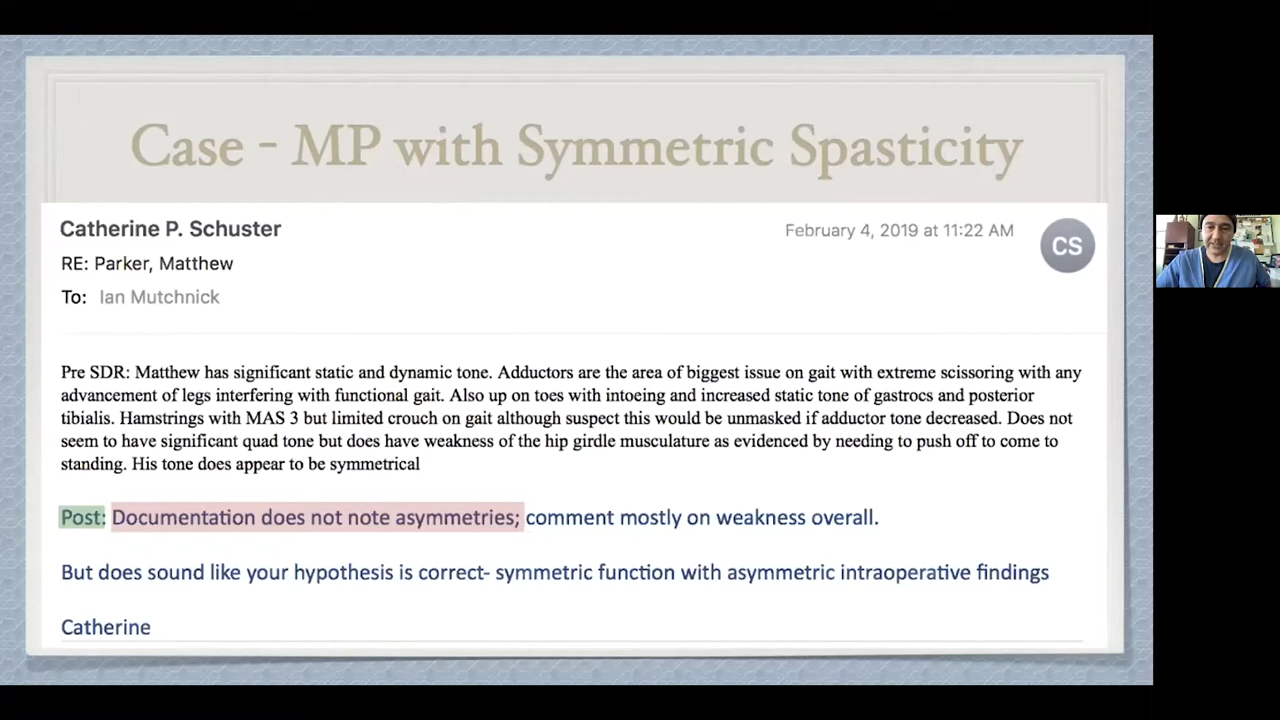 Case - MP with Symmetric Spasticity
Catherine P. Schuster
February 4, 2019 at 11:22 AM
CS
RE: Parker, Matthew
To: Ian Mutchnick
Pre SDR: Matthew has significant static and dynamic tone. Adductors are the area of biggest issue on gait with extreme scissoring with any
advancement of legs interfering with functional gait. Also up on toes with intoeing and increased static tone of gastrocs and posterior
tibialis. Hamstrings with MAS 3 but limited crouch on gait although suspect this would be unmasked if adductor tone decreased. Does not
seem to have significant quad tone but does have weakness of the hip girdle musculature as evidenced by needing to push off to come to
standing. His tone does appear to be symmetrical
Post: Documentation does not note asymmetries; comment mostly on weakness overall.
But does sound like your hypothesis is correct- symmetric function with asymmetric intraoperative findings
Catherine